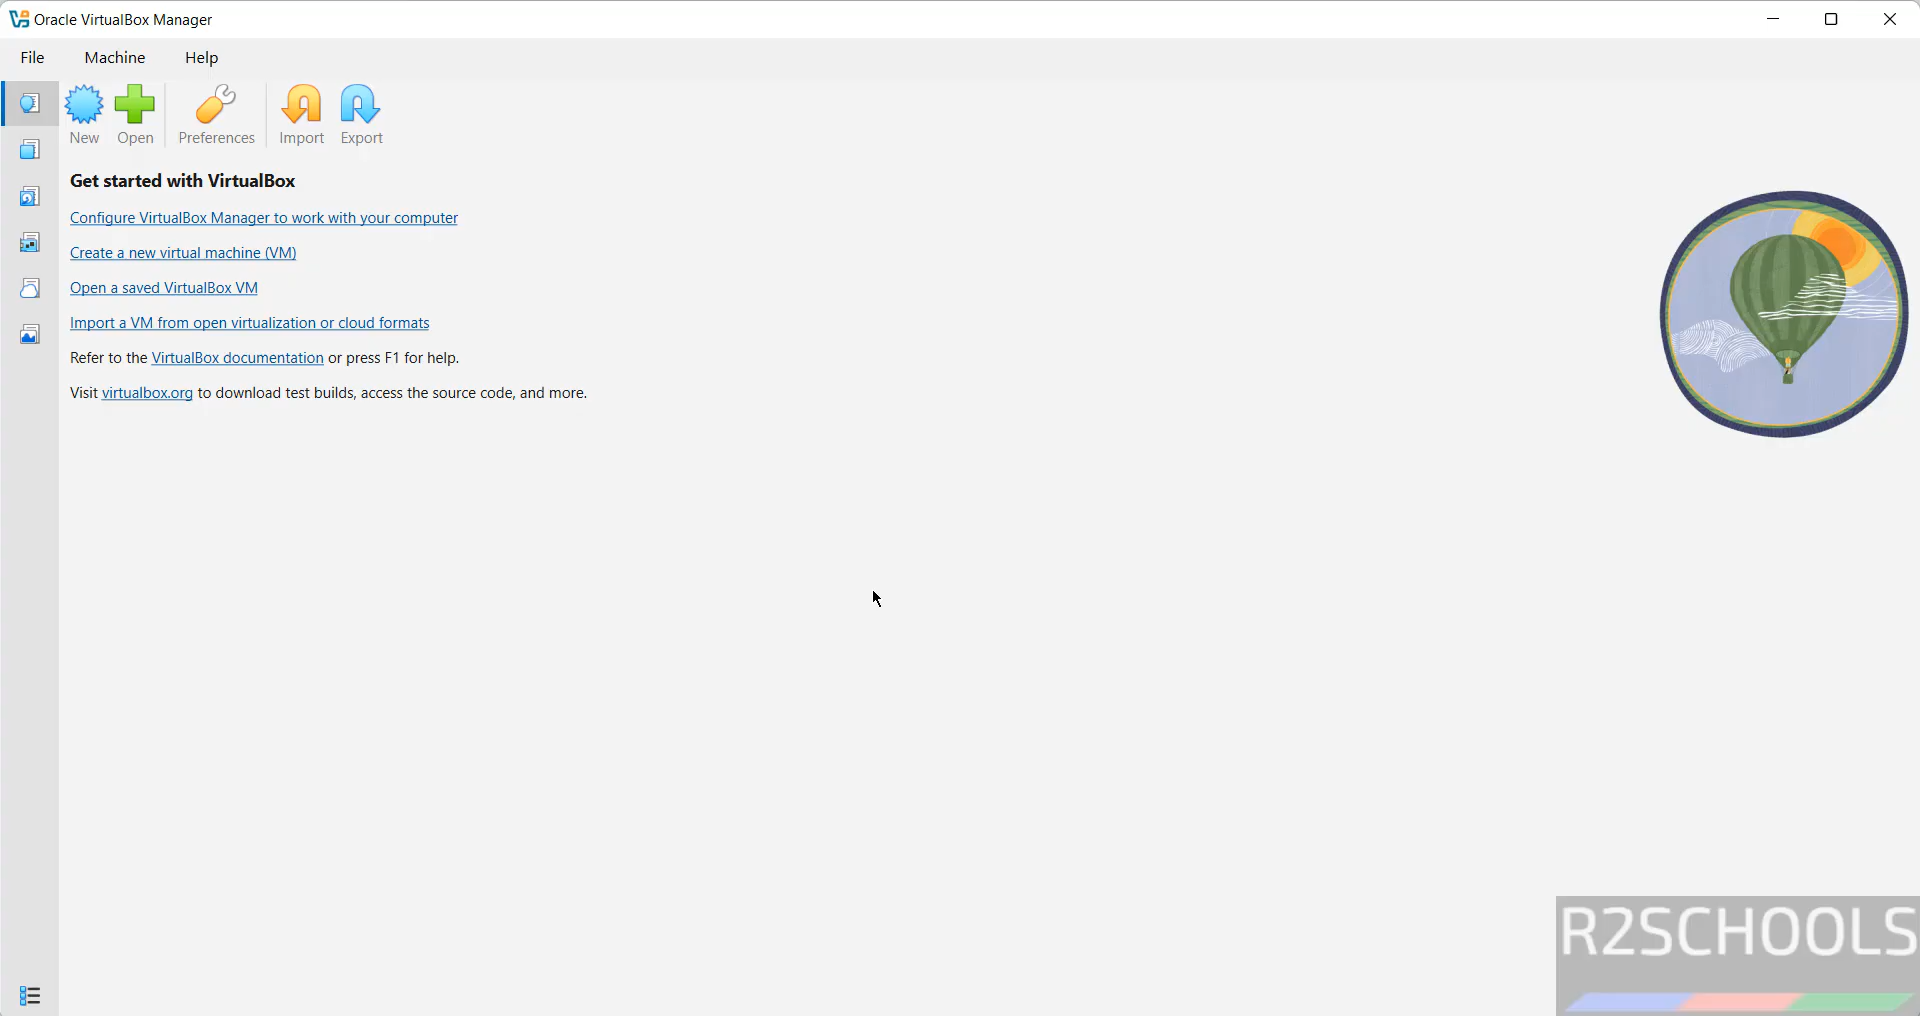 Oracle VirtualBox Manager
File Machine Help
New Open Preferences Import Export
Get started with VirtualBox
Configure VirtualBox Manager to work with your computer
Create a new virtual machine (VM)
Open a saved VirtualBox VM
Import a VM from open virtualization or cloud formats
Refer to the VirtualBox documentation or press F1 for help.
Visit virtualbox.org to download test builds, access the source code, and more.
R2SCHOOLS